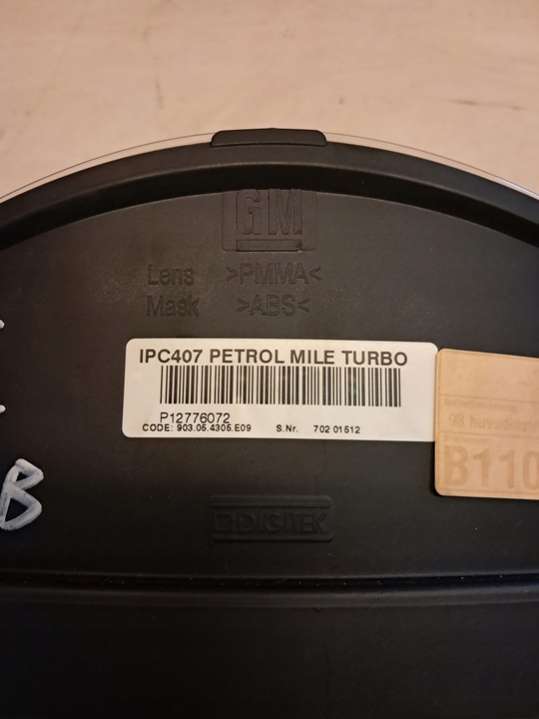 GM
Lens >PMMA<
Mask >ABS<
IPC407 PETROL MILE TURBO
P12776072
CODE: 903.05.4305.E09 S.Nr. 702 01512
98
B110
B
DIGITEK